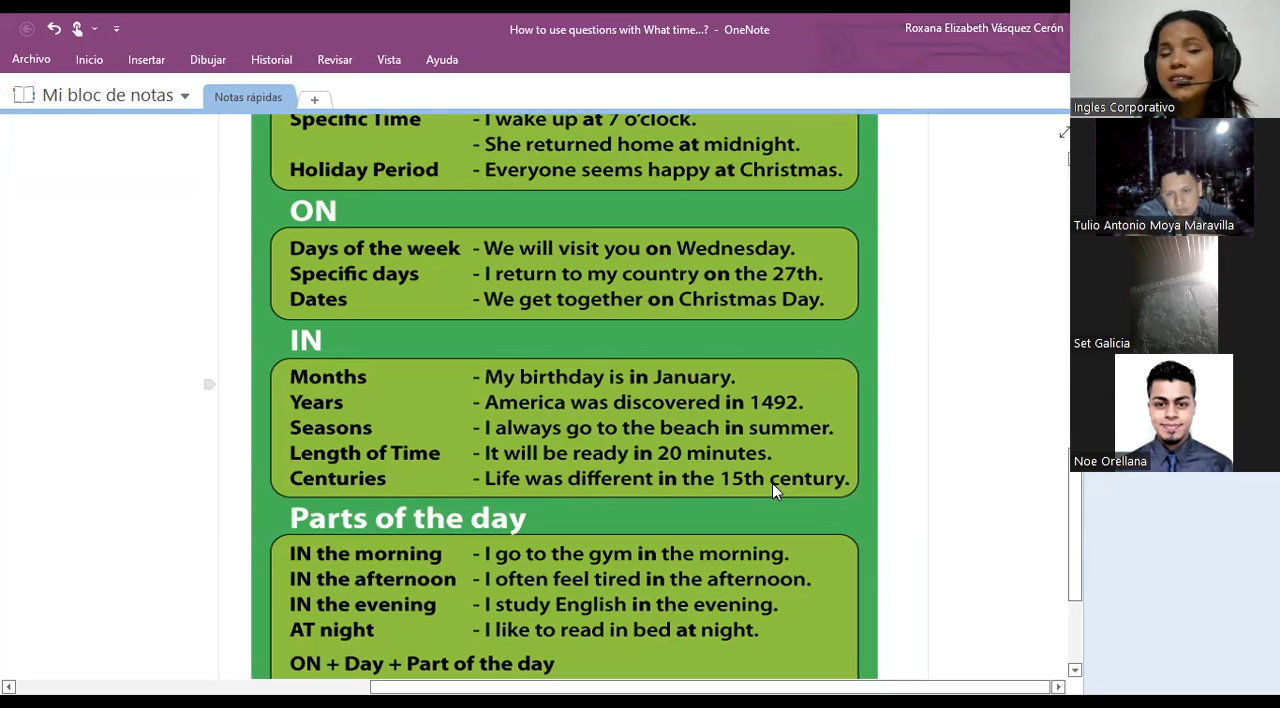 How to use questions with What time...? - OneNote
Roxana Elizabeth Vásquez Cerón
Archivo Inicio Insertar Dibujar Historial Revisar Vista Ayuda
Mi bloc de notas Notas rápidas
Specific Time - I wake up at 7 o'clock.
- She returned home at midnight.
Holiday Period - Everyone seems happy at Christmas.
ON
Days of the week - We will visit you on Wednesday.
Specific days - I return to my country on the 27th.
Dates - We get together on Christmas Day.
IN
Months - My birthday is in January.
Years - America was discovered in 1492.
Seasons - I always go to the beach in summer.
Length of Time - It will be ready in 20 minutes.
Centuries - Life was different in the 15th century.
Parts of the day
IN the morning - I go to the gym in the morning.
IN the afternoon - I often feel tired in the afternoon.
IN the evening - I study English in the evening.
AT night - I like to read in bed at night.
ON + Day + Part of the day
Ingles Corporativo
Tulio Antonio Moya Maravilla
Set Galicia
Noe Orellana